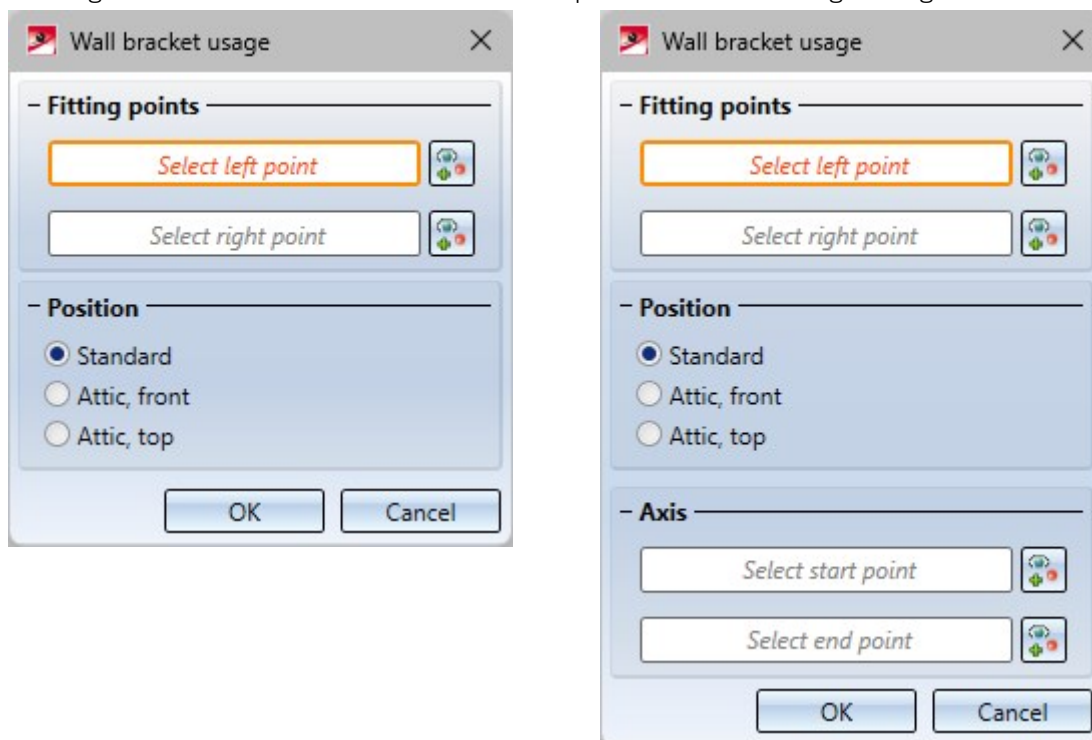 Wall bracket usage
Fitting points
Select left point
Select right point
Position
Standard
Attic, front
Attic, top
OK Cancel
Wall bracket usage
Fitting points
Select left point
Select right point
Position
Standard
Attic, front
Attic, top
Axis
Select start point
Select end point
OK Cancel